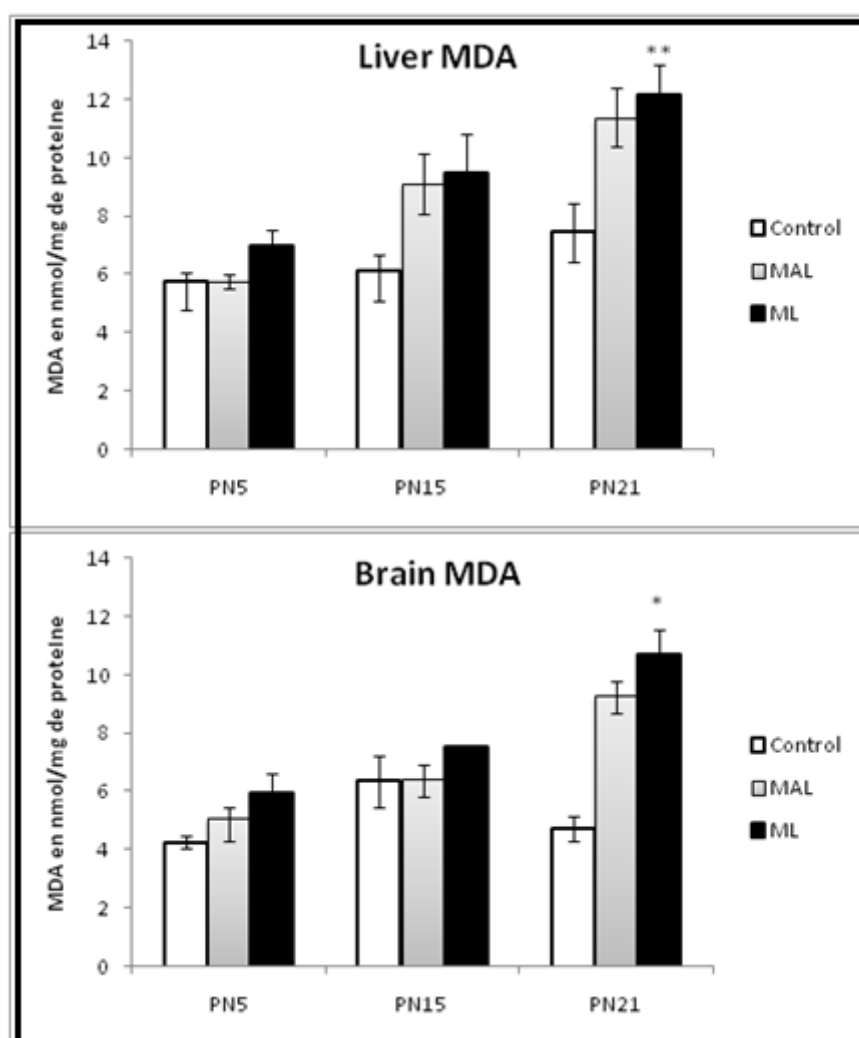 Liver MDA
**
14
12
10
8
6
4
2
0
MDA en nmol/mg de proteine
PN5 PN15 PN21
Control
MAL
ML
Brain MDA
*
14
12
10
8
6
4
2
0
MDA en nmol/mg de proteine
PN5 PN15 PN21
Control
MAL
ML